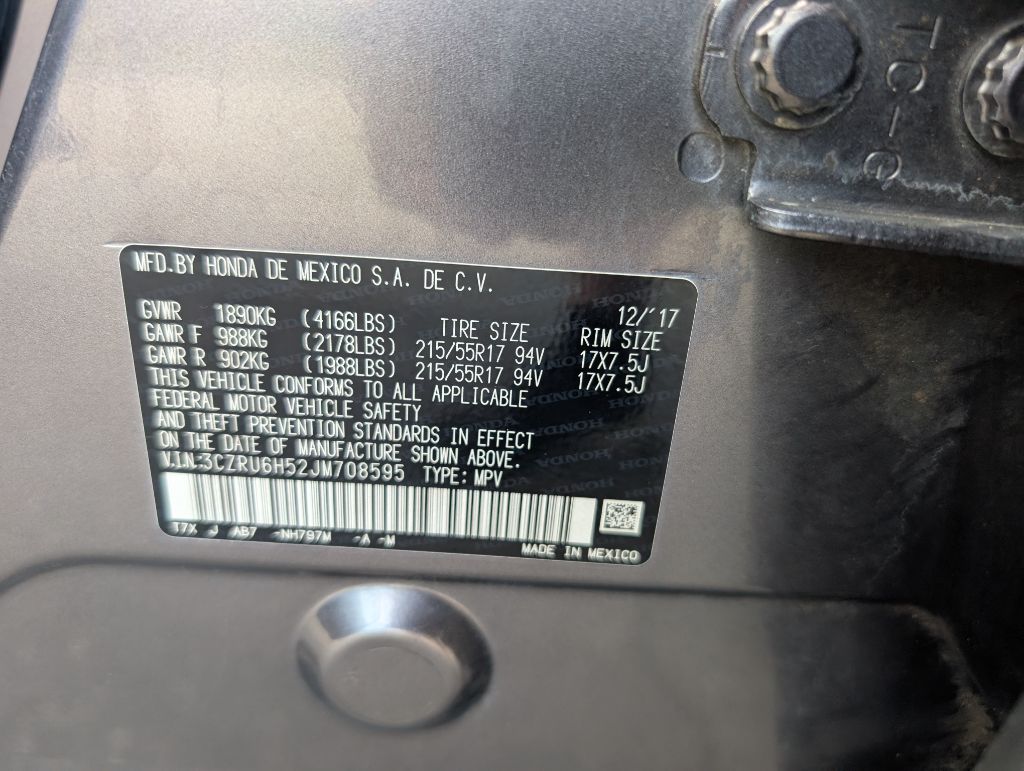 TC-G
MFD.BY HONDA DE MEXICO S.A. DE C.V.
12/'17
GVWR 1890KG (4166LBS) TIRE SIZE RIM SIZE
GAWR F 988KG (2178LBS) 215/55R17 94V 17X7.5J
GAWR R 902KG (1988LBS) 215/55R17 94V 17X7.5J
THIS VEHICLE CONFORMS TO ALL APPLICABLE
FEDERAL MOTOR VEHICLE SAFETY
AND THEFT PREVENTION STANDARDS IN EFFECT
ON THE DATE OF MANUFACTURE SHOWN ABOVE.
VIN:3CZRU6H52JM708595 TYPE: MPV
T7X J AB7 -NH797M -A -M
MADE IN MEXICO